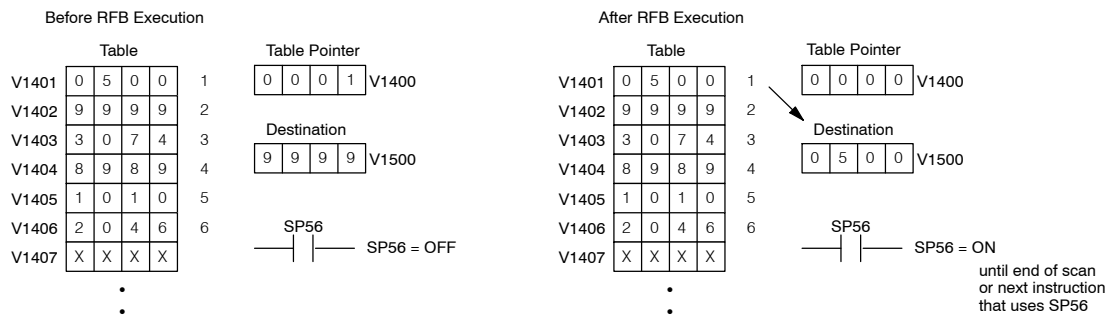 Before RFB Execution
Table
Table Pointer
V1401 0 5 0 0 1
0 0 0 1 V1400
V1402 9 9 9 9 2
V1403 3 0 7 4 3
Destination
9 9 9 9 V1500
V1404 8 9 8 9 4
V1405 1 0 1 0 5
V1406 2 0 4 6 6
V1407 X X X X
SP56
SP56 = OFF
After RFB Execution
Table
Table Pointer
V1401 0 5 0 0 1
0 0 0 0 V1400
V1402 9 9 9 9 2
V1403 3 0 7 4 3
Destination
0 5 0 0 V1500
V1404 8 9 8 9 4
V1405 1 0 1 0 5
V1406 2 0 4 6 6
V1407 X X X X
SP56
SP56 = ON
until end of scan
or next instruction
that uses SP56